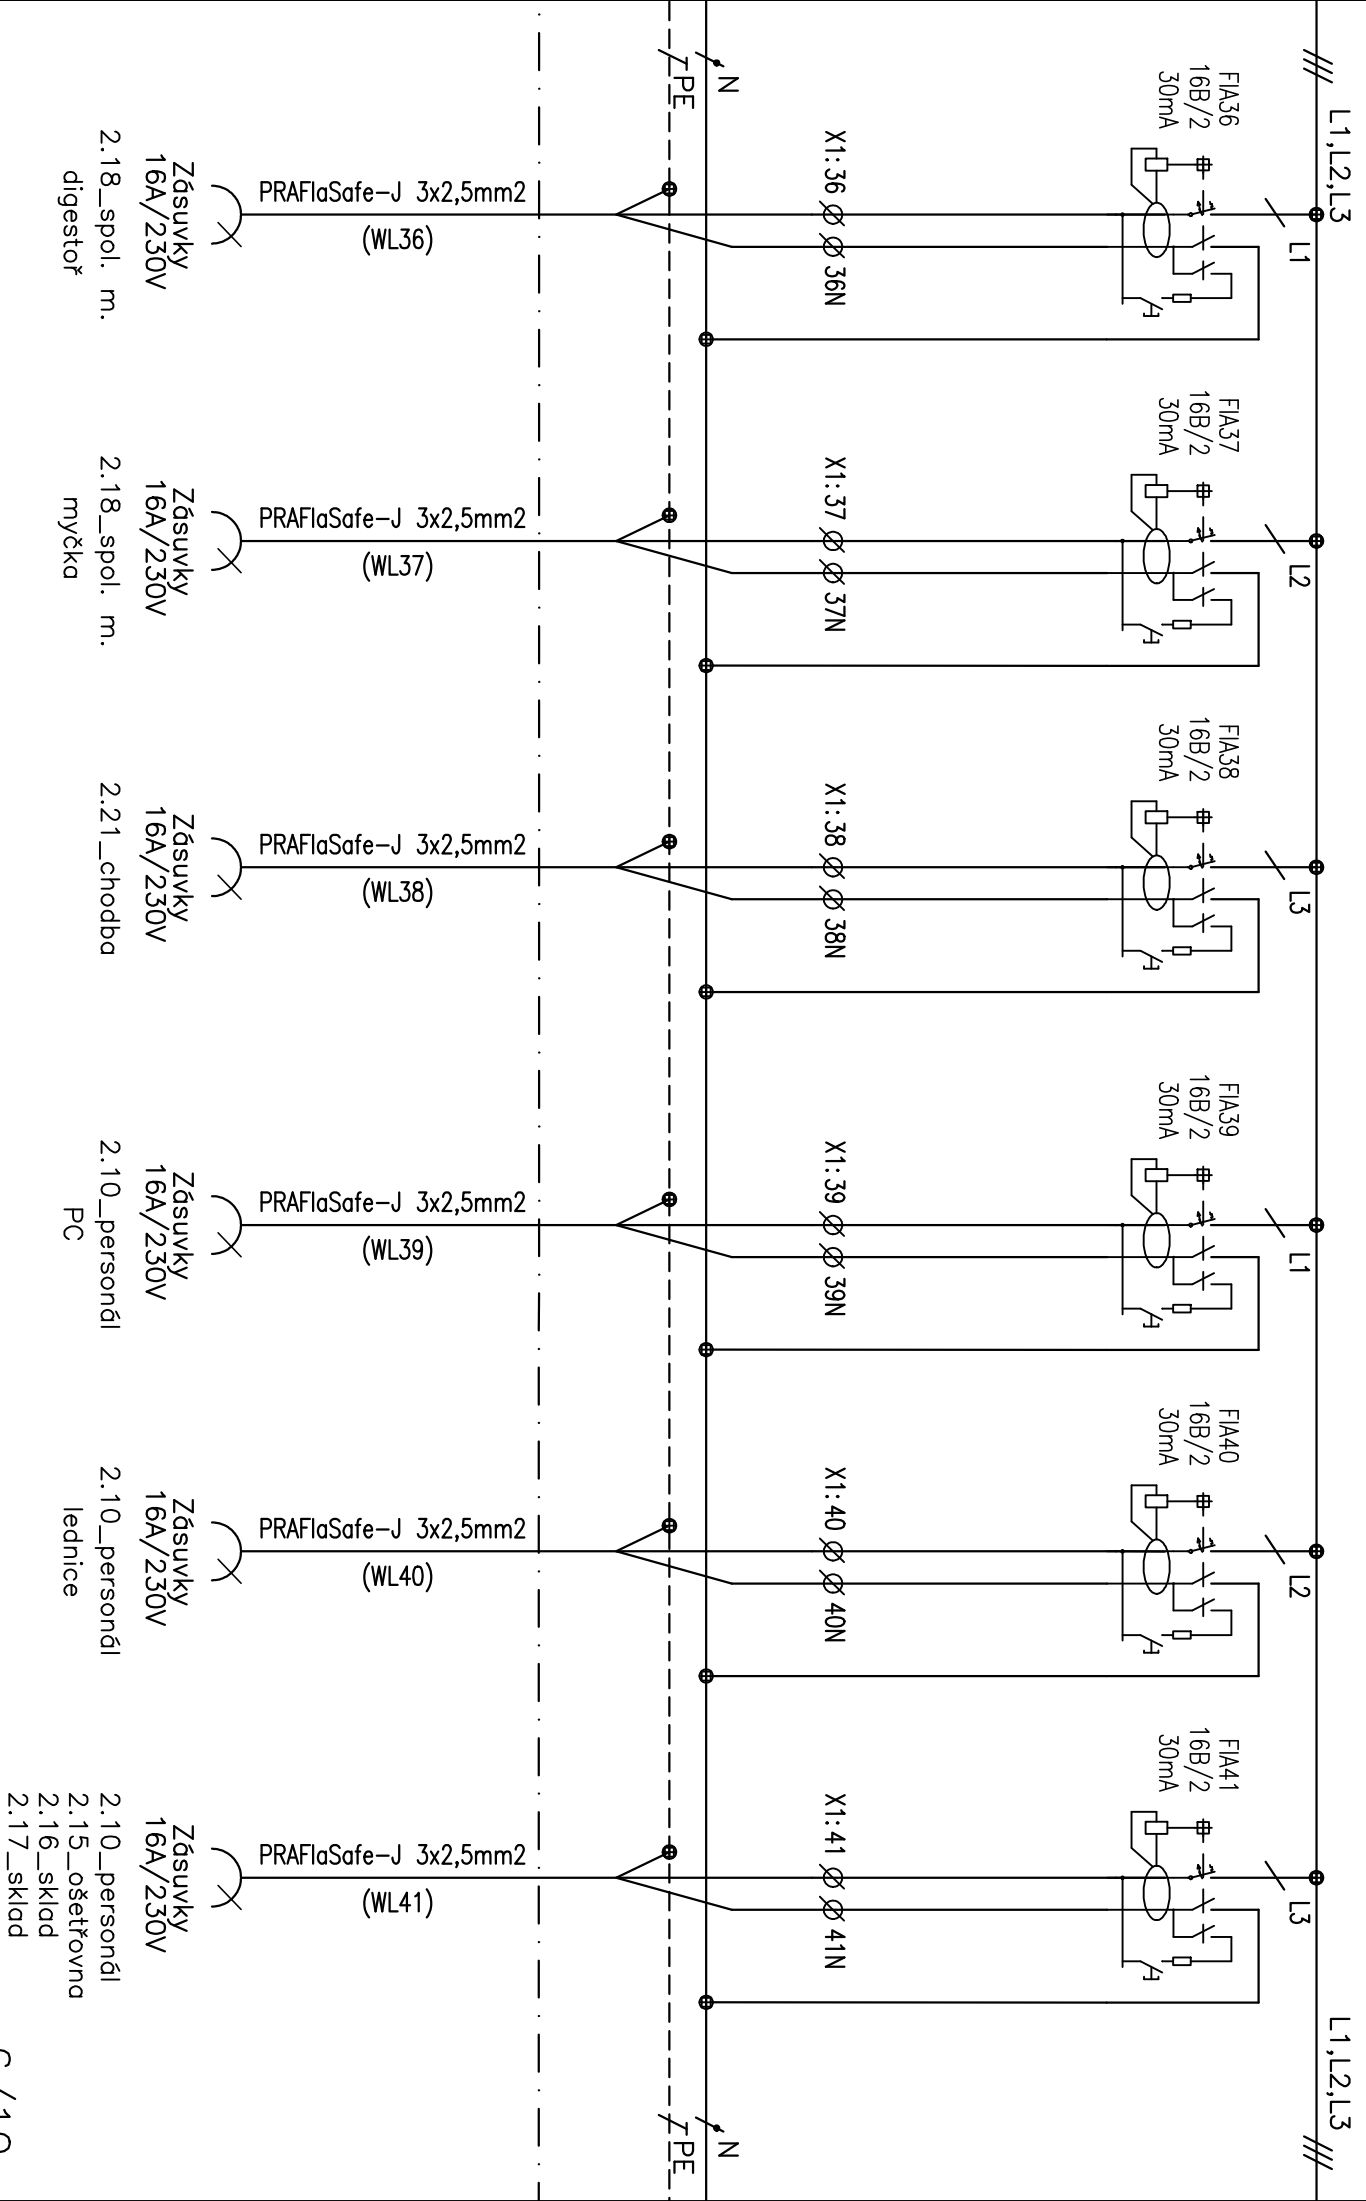 L1,L2,L3
L1,L2,L3
FIA36
16B/2
30mA
L1
FIA37
16B/2
30mA
L2
FIA38
16B/2
30mA
L3
FIA39
16B/2
30mA
L1
FIA40
16B/2
30mA
L2
FIA41
16B/2
30mA
L3
X1:36
36N
X1:37
37N
X1:38
38N
X1:39
39N
X1:40
40N
X1:41
41N
N
N
PE
PE
PRAFlaSafe-J 3x2,5mm2
(WL36)
PRAFlaSafe-J 3x2,5mm2
(WL37)
PRAFlaSafe-J 3x2,5mm2
(WL38)
PRAFlaSafe-J 3x2,5mm2
(WL39)
PRAFlaSafe-J 3x2,5mm2
(WL40)
PRAFlaSafe-J 3x2,5mm2
(WL41)
Zásuvky
16A/230V
2.18_spol. m.
digestoř
Zásuvky
16A/230V
2.18_spol. m.
myčka
Zásuvky
16A/230V
2.21_chodba
Zásuvky
16A/230V
2.10_personál
PC
Zásuvky
16A/230V
2.10_personál
lednice
Zásuvky
16A/230V
2.10_personál
2.15_ošetřovna
2.16_sklad
2.17_sklad